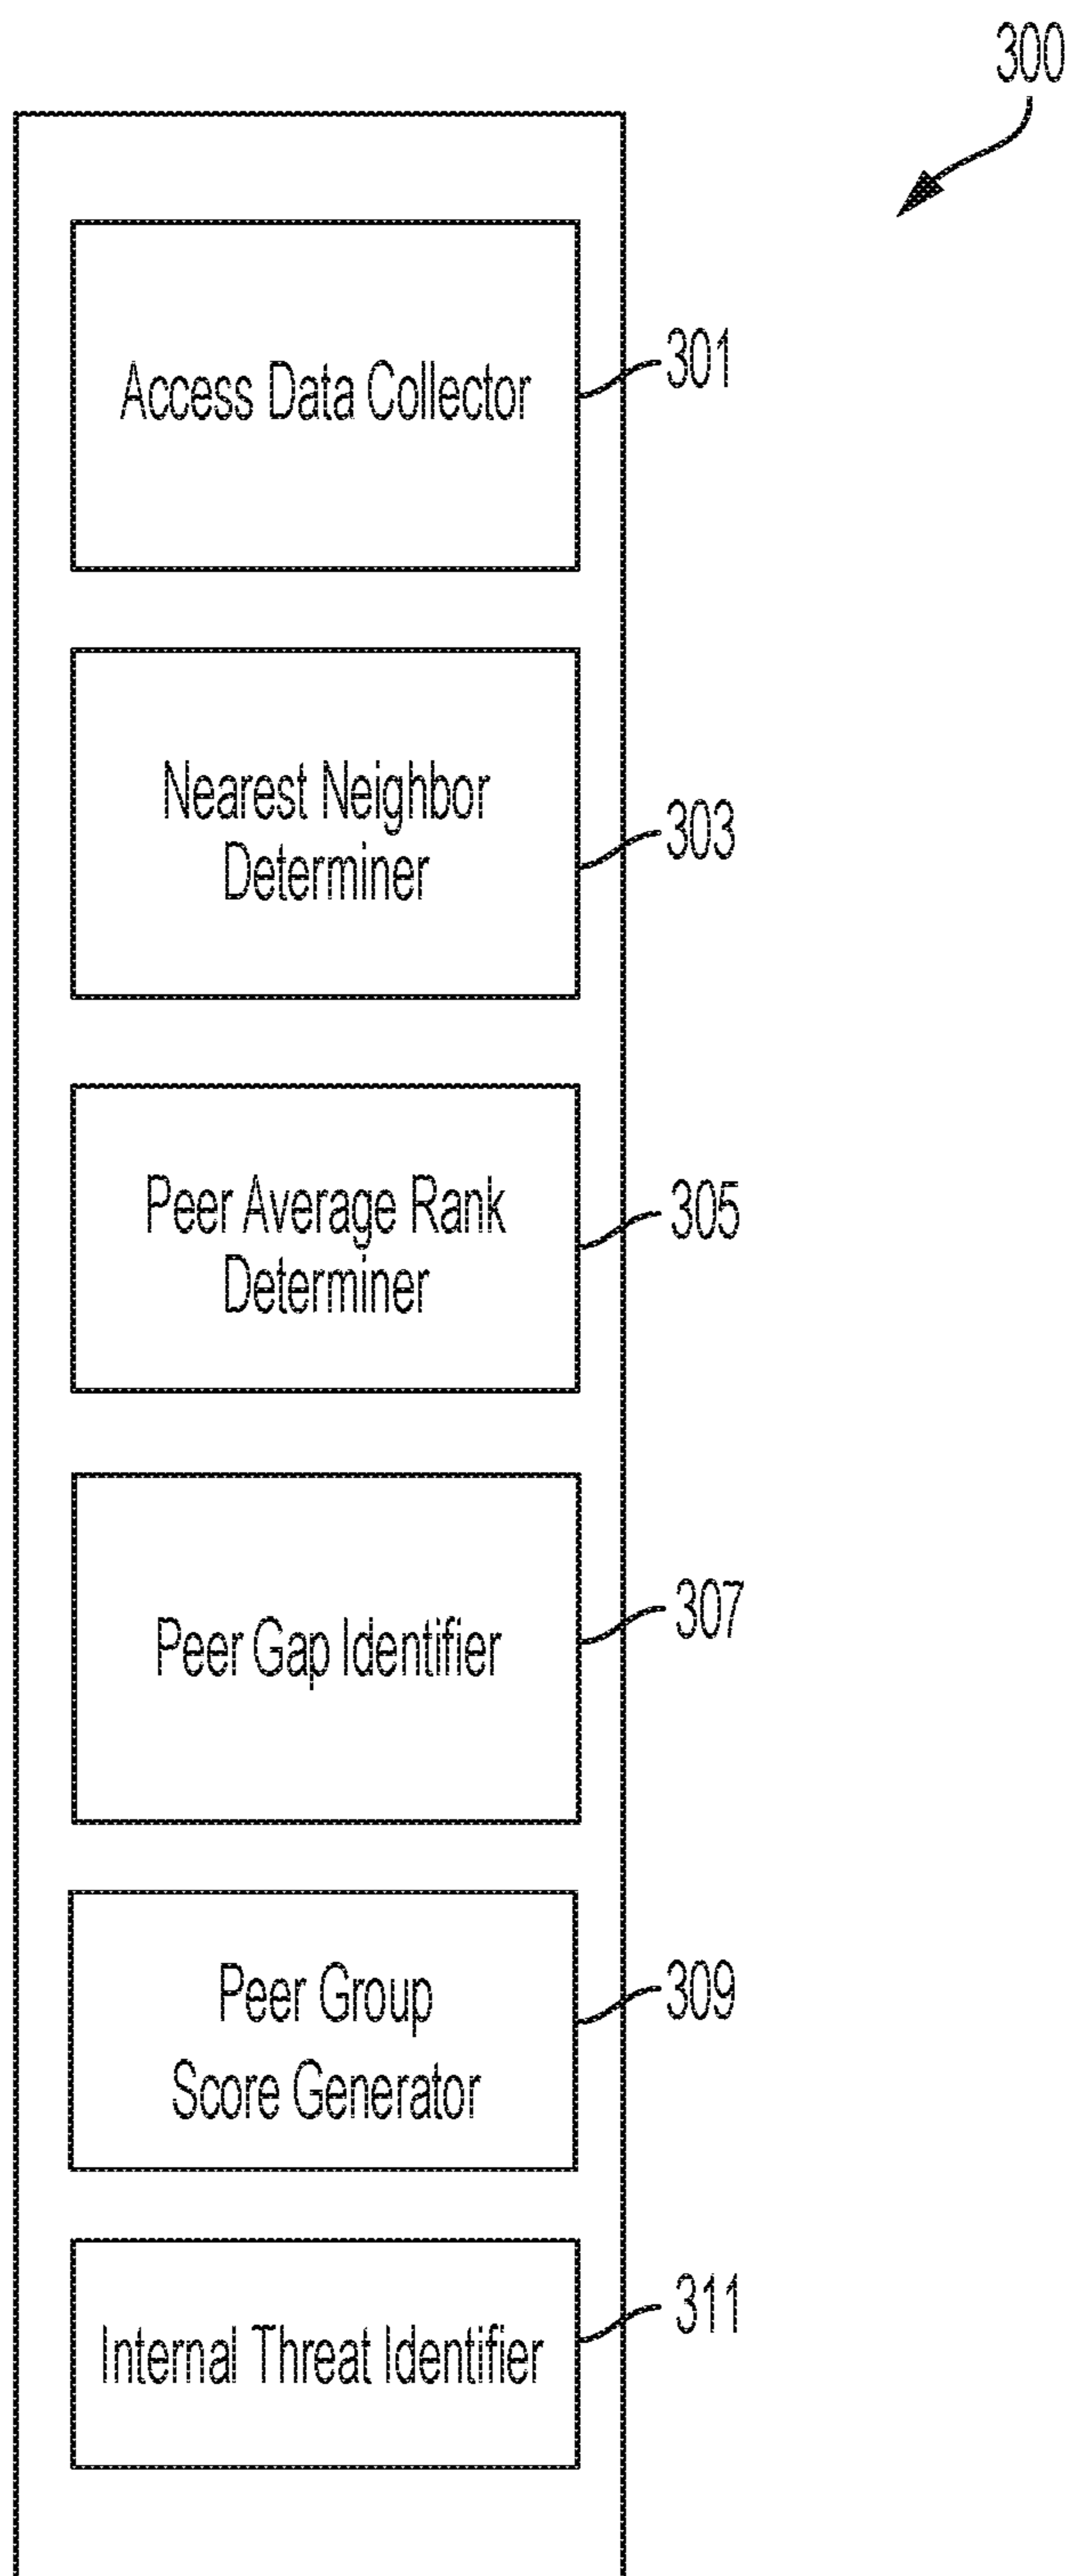 300
Access Data Collector
301
Nearest Neighbor
Determiner
303
Peer Average Rank
Determiner
305
Peer Gap Identifier
307
Peer Group
Score Generator
309
Internal Threat Identifier
311